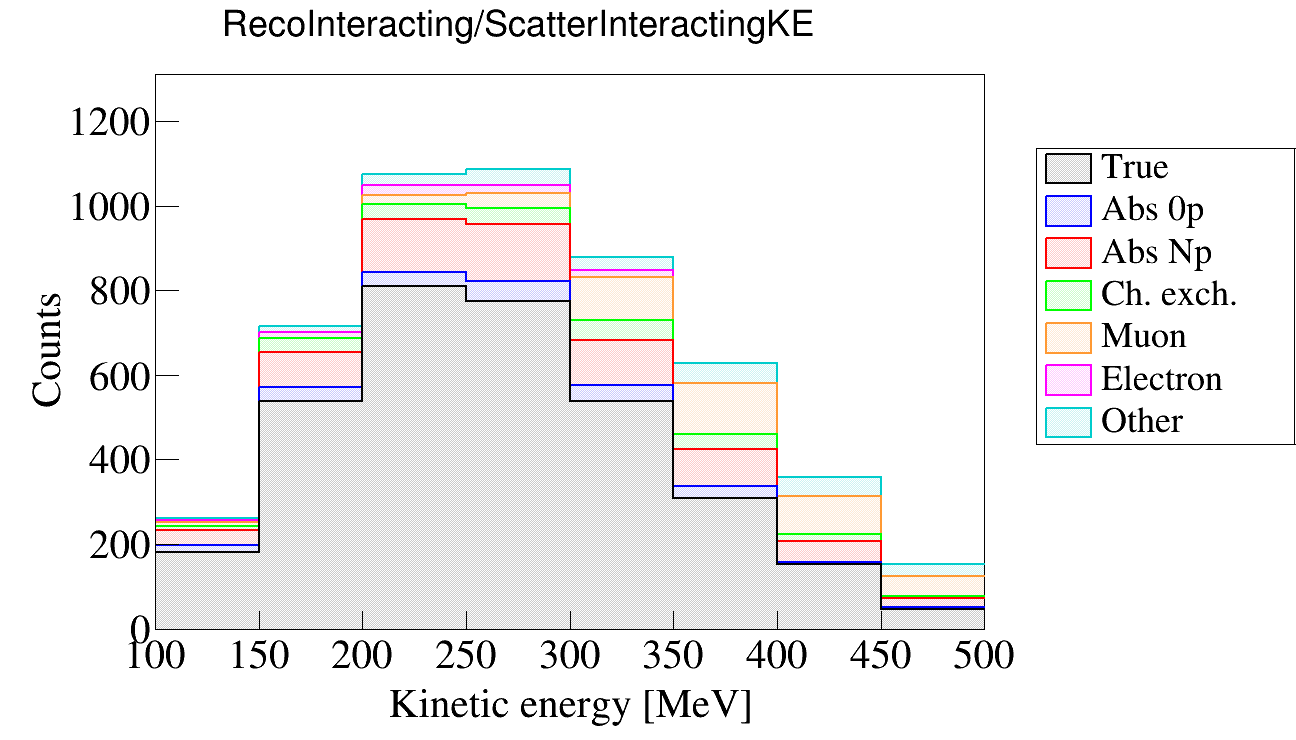 RecoInteracting/ScatterInteractingKE
Counts
1200
1000
800
600
400
200
0
100 150 200 250 300 350 400 450 500
Kinetic energy [MeV]
True
Abs 0p
Abs Np
Ch. exch.
Muon
Electron
Other